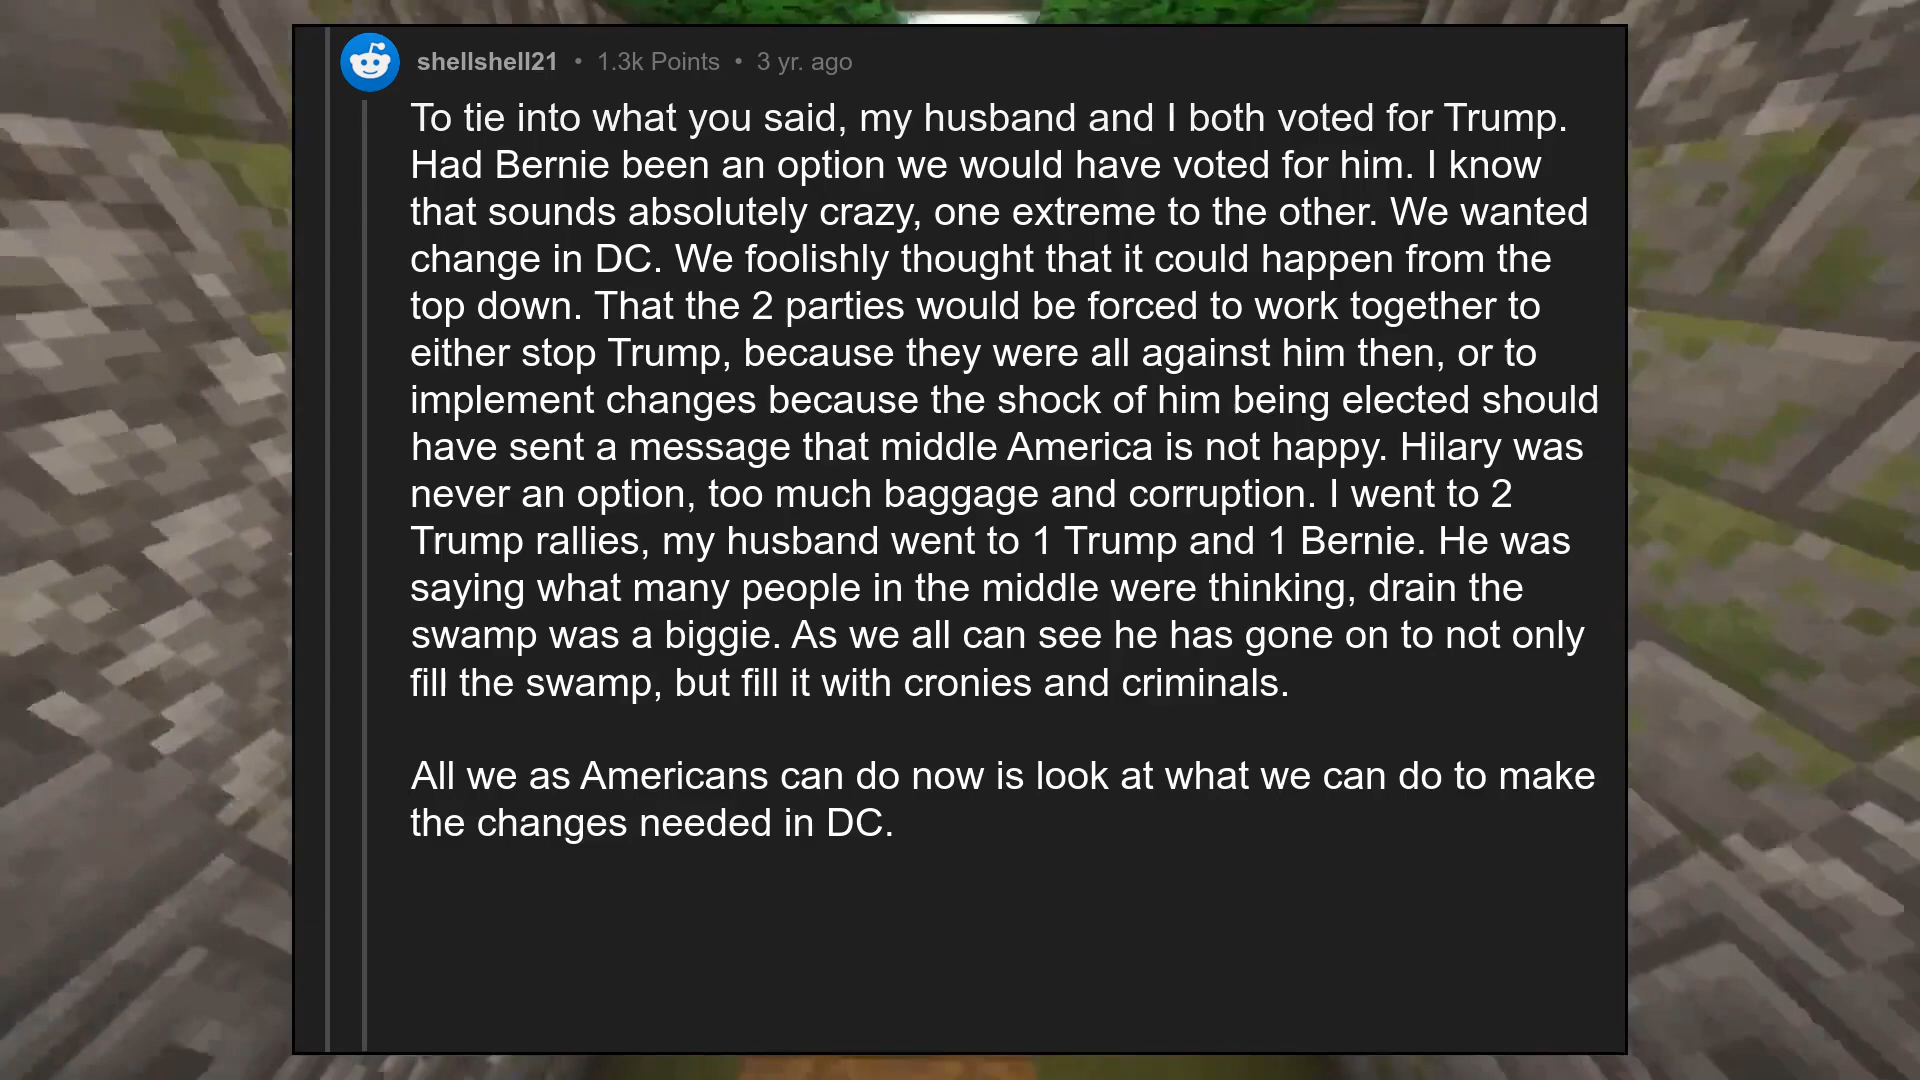 shellshell21 • 1.3k Points • 3 yr. ago
To tie into what you said, my husband and I both voted for Trump.
Had Bernie been an option we would have voted for him. I know
that sounds absolutely crazy, one extreme to the other. We wanted
change in DC. We foolishly thought that it could happen from the
top down. That the 2 parties would be forced to work together to
either stop Trump, because they were all against him then, or to
implement changes because the shock of him being elected should
have sent a message that middle America is not happy. Hilary was
never an option, too much baggage and corruption. I went to 2
Trump rallies, my husband went to 1 Trump and 1 Bernie. He was
saying what many people in the middle were thinking, drain the
swamp was a biggie. As we all can see he has gone on to not only
fill the swamp, but fill it with cronies and criminals.
All we as Americans can do now is look at what we can do to make
the changes needed in DC.